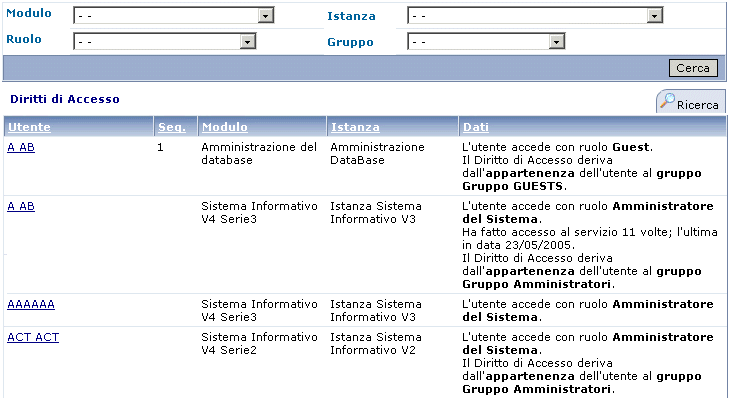 Modulo - - Istanza - -
Ruolo - - Gruppo - -
Cerca
Diritti di Accesso
Ricerca
Utente Seq. Modulo Istanza Dati
A AB 1 Amministrazione del Amministrazione L'utente accede con ruolo Guest.
database DataBase Il Diritto di Accesso deriva
dall'appartenenza dell'utente al gruppo
Gruppo GUESTS.
A AB Sistema Informativo Istanza Sistema L'utente accede con ruolo Amministratore
V4 Serie3 Informativo V3 del Sistema.
Ha fatto accesso al servizio 11 volte; l'ultima
in data 23/05/2005.
Il Diritto di Accesso deriva
dall'appartenenza dell'utente al gruppo
Gruppo Amministratori.
AAAAAA Sistema Informativo Istanza Sistema L'utente accede con ruolo Amministratore
V4 Serie3 Informativo V3 del Sistema.
ACT ACT Sistema Informativo Istanza Sistema L'utente accede con ruolo Amministratore
V4 Serie2 Informativo V2 del Sistema.
Il Diritto di Accesso deriva
dall'appartenenza dell'utente al gruppo
Gruppo Amministratori.